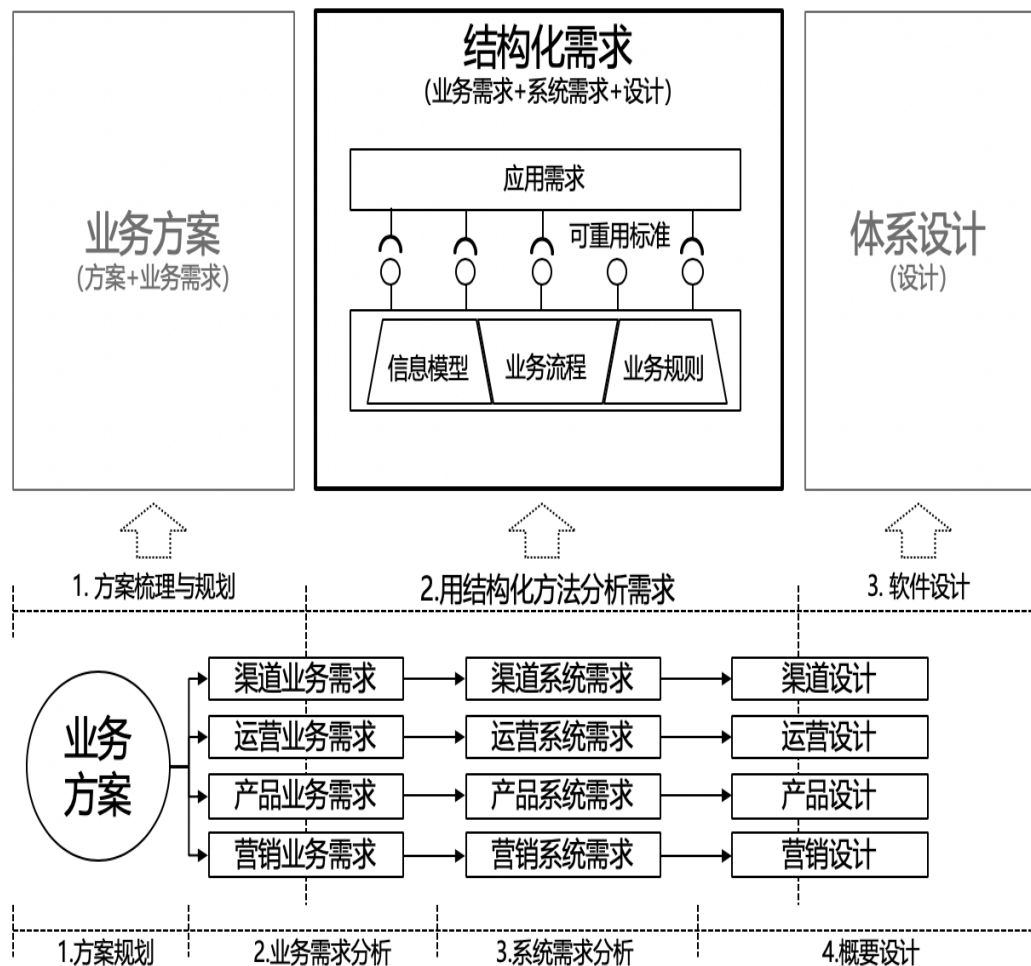 结构化需求
(业务需求+系统需求+设计)
应用需求
可重用标准
信息模型
业务流程
业务规则
业务方案
(方案+业务需求)
体系设计
(设计)
1. 方案梳理与规划
2.用结构化方法分析需求
3. 软件设计
业务
方案
渠道业务需求
渠道系统需求
渠道设计
运营业务需求
运营系统需求
运营设计
产品业务需求
产品系统需求
产品设计
营销业务需求
营销系统需求
营销设计
1.方案规划
2.业务需求分析
3.系统需求分析
4.概要设计